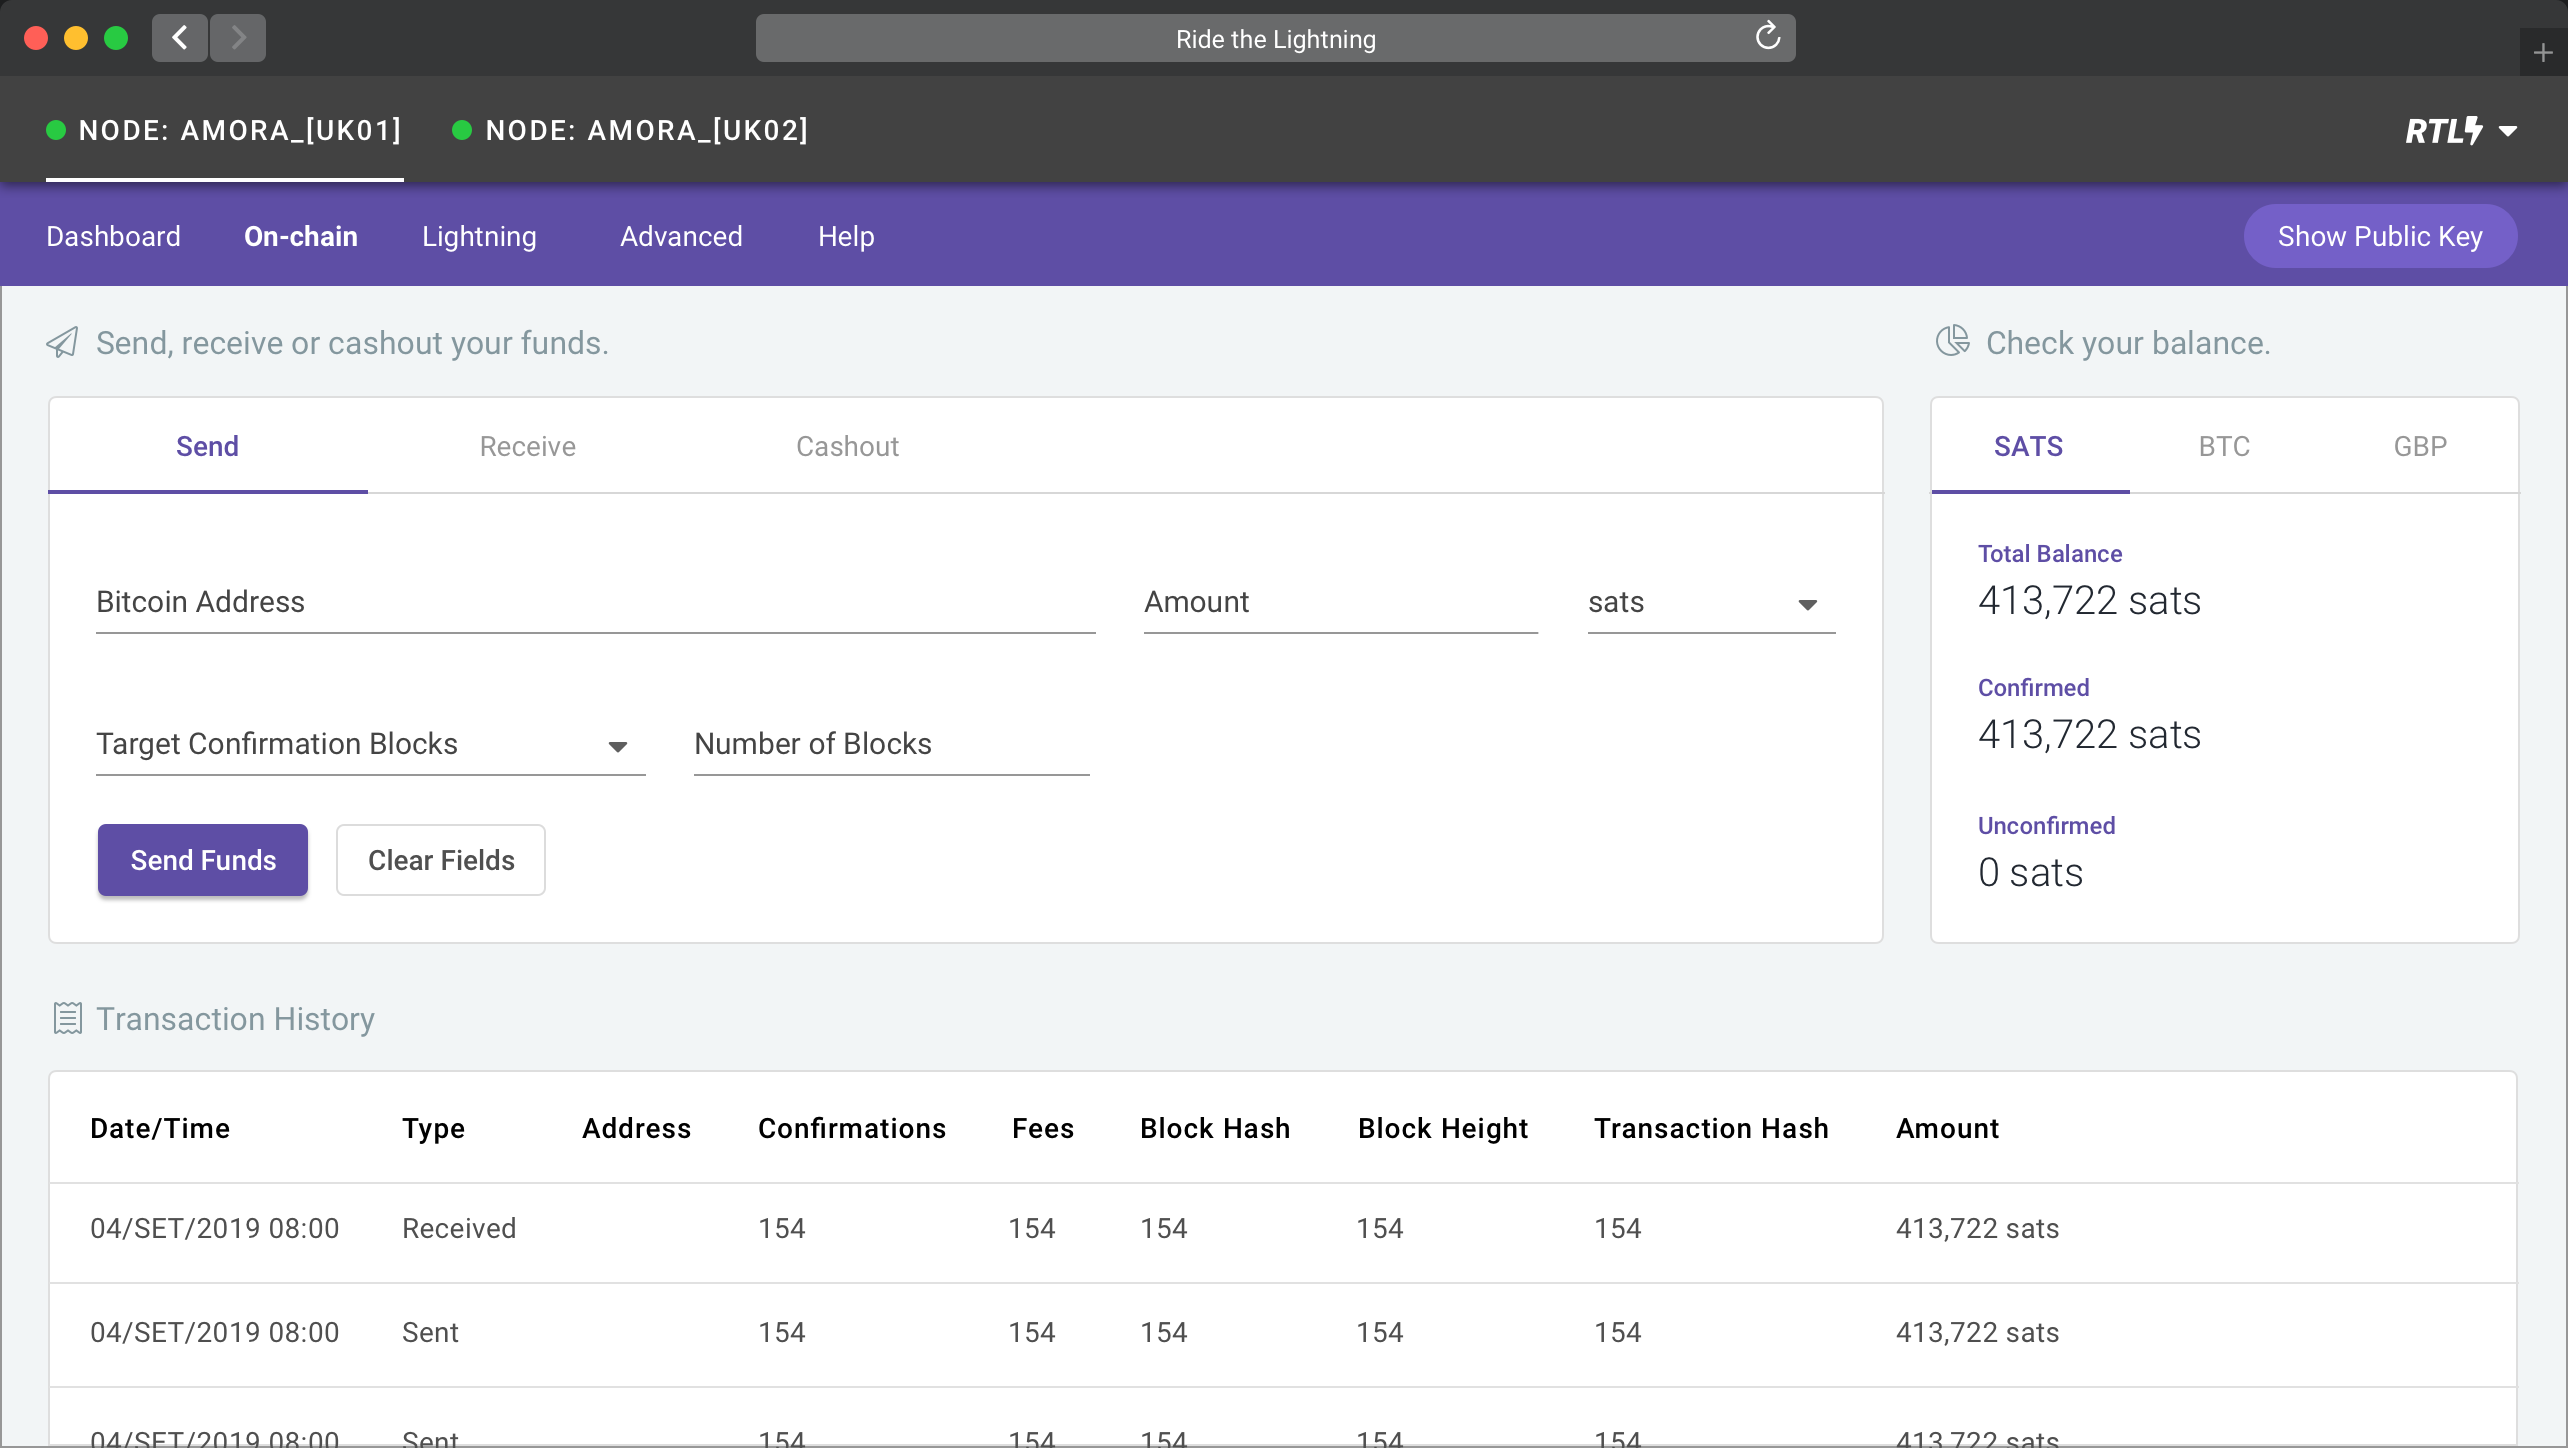 Ride the Lightning
NODE: AMORA_[UK01] NODE: AMORA_[UK02] RTL
Dashboard On-chain Lightning Advanced Help Show Public Key
Send, receive or cashout your funds. Check your balance.
Send Receive Cashout SATS BTC GBP
Total Balance
Bitcoin Address Amount sats 413,722 sats
Confirmed
Target Confirmation Blocks Number of Blocks 413,722 sats
Unconfirmed
Send Funds Clear Fields 0 sats
Transaction History
Date/Time Type Address Confirmations Fees Block Hash Block Height Transaction Hash Amount
04/SET/2019 08:00 Received 154 154 154 154 154 413,722 sats
04/SET/2019 08:00 Sent 154 154 154 154 154 413,722 sats
04/SET/2019 08:00 Sent 154 154 154 154 154 413,722 sats